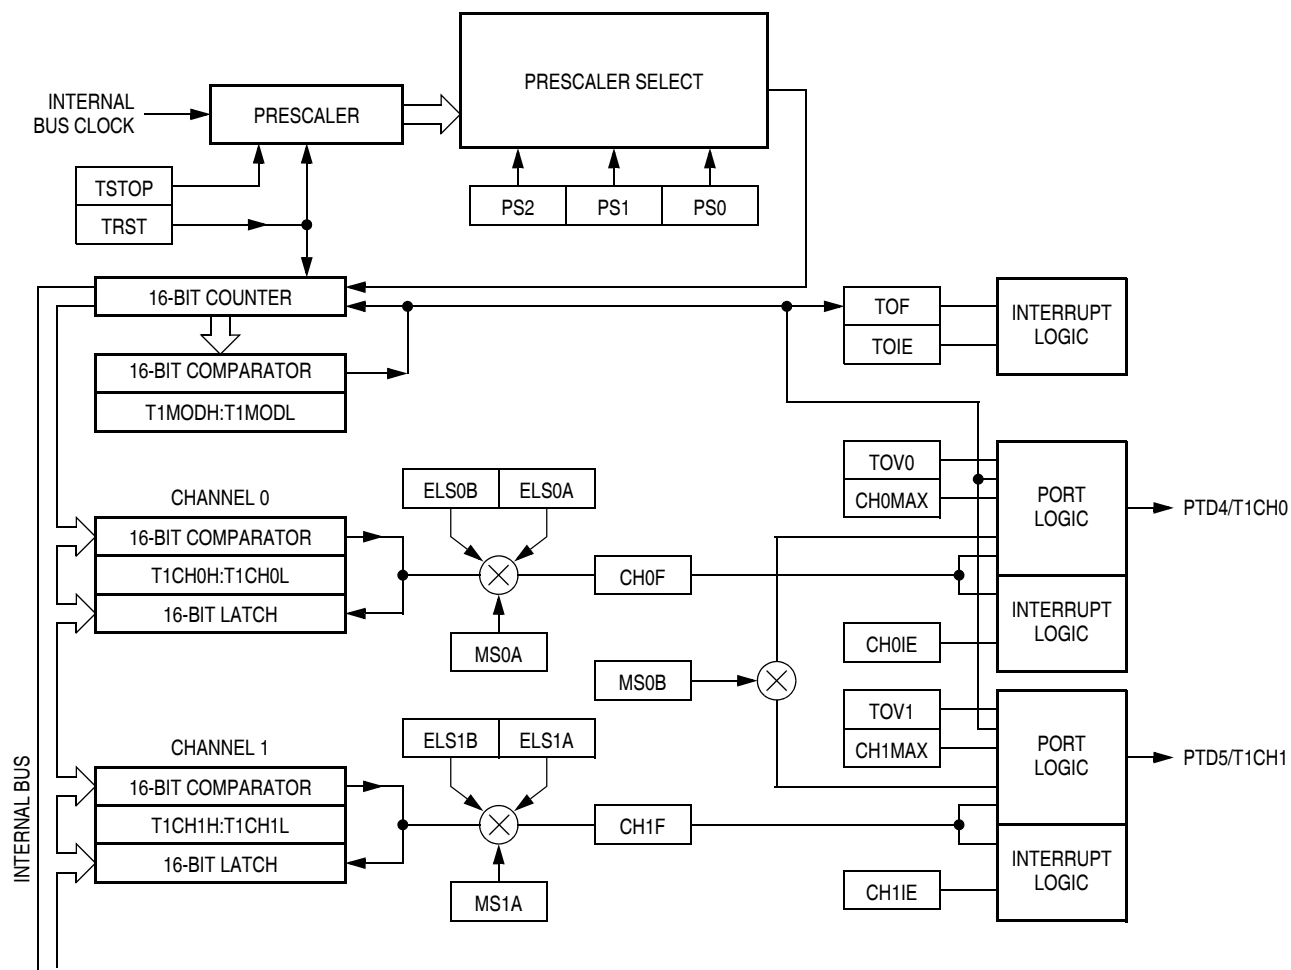 INTERNAL
BUS CLOCK
PRESCALER
PRESCALER SELECT
TSTOP
TRST
PS2
PS1
PS0
16-BIT COUNTER
16-BIT COMPARATOR
T1MODH:T1MODL
TOF
TOIE
INTERRUPT
LOGIC
CHANNEL 0
16-BIT COMPARATOR
T1CH0H:T1CH0L
16-BIT LATCH
ELS0B
ELS0A
MS0A
CH0F
TOV0
CH0MAX
PORT
LOGIC
PTD4/T1CH0
INTERRUPT
LOGIC
CH0IE
MS0B
CHANNEL 1
16-BIT COMPARATOR
T1CH1H:T1CH1L
16-BIT LATCH
ELS1B
ELS1A
MS1A
CH1F
TOV1
CH1MAX
PORT
LOGIC
PTD5/T1CH1
INTERRUPT
LOGIC
CH1IE
INTERNAL BUS